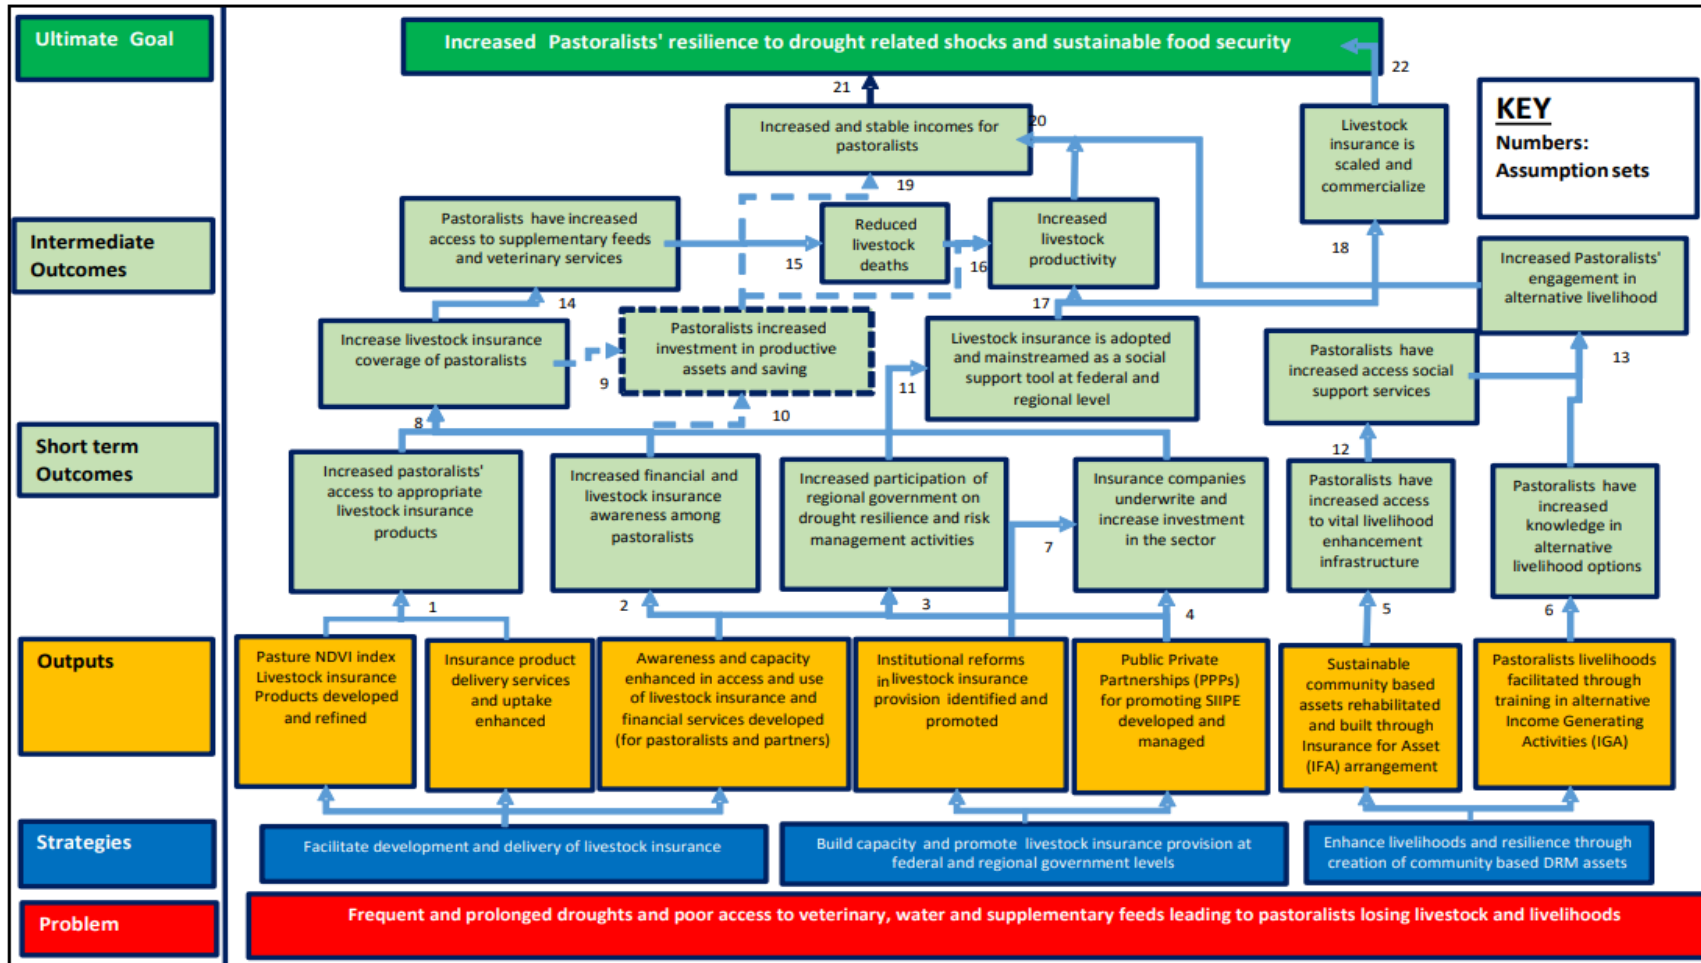 Ultimate Goal
Increased Pastoralists' resilience to drought related shocks and sustainable food security
22
21
KEY
Numbers:
Assumption sets
Increased and stable incomes for
pastoralists
20
Livestock
insurance is
scaled and
commercialize
19
Intermediate
Outcomes
Pastoralists have increased
access to supplementary feeds
and veterinary services
15
Reduced
livestock
deaths
16
Increased
livestock
productivity
18
Increased Pastoralists'
engagement in
alternative livelihood
14
17
Increase livestock insurance
coverage of pastoralists
9
Pastoralists increased
investment in productive
assets and saving
11
Livestock insurance is adopted
and mainstreamed as a social
support tool at federal and
regional level
Pastoralists have
increased access social
support services
13
8
10
12
Short term
Outcomes
Increased pastoralists'
access to appropriate
livestock insurance
products
Increased financial and
livestock insurance
awareness among
pastoralists
Increased participation of
regional government on
drought resilience and risk
management activities
7
Insurance companies
underwrite and
increase investment
in the sector
Pastoralists have
increased access
to vital livelihood
enhancement
infrastructure
Pastoralists have
increased
knowledge in
alternative
livelihood options
1
2
3
4
5
6
Outputs
Pasture NDVI index
Livestock insurance
Products developed
and refined
Insurance product
delivery services
and uptake
enhanced
Awareness and capacity
enhanced in access and use
of livestock insurance and
financial services developed
(for pastoralists and partners)
Institutional reforms
in livestock insurance
provision identified and
promoted
Public Private
Partnerships (PPPs)
for promoting SIIPE
developed and
managed
Sustainable
community based
assets rehabilitated
and built through
Insurance for Asset
(IFA) arrangement
Pastoralists livelihoods
facilitated through
training in alternative
Income Generating
Activities (IGA)
Strategies
Facilitate development and delivery of livestock insurance
Build capacity and promote livestock insurance provision at
federal and regional government levels
Enhance livelihoods and resilience through
creation of community based DRM assets
Problem
Frequent and prolonged droughts and poor access to veterinary, water and supplementary feeds leading to pastoralists losing livestock and livelihoods